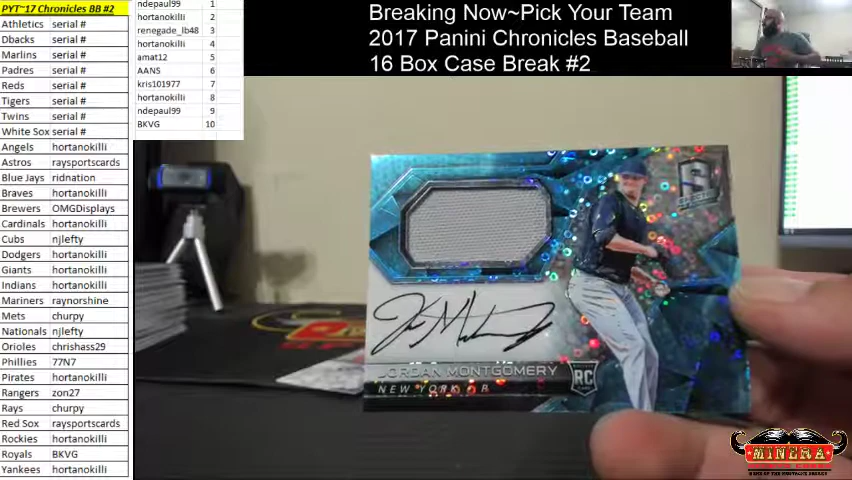 PYT~17 Chronicles BB #2
Athletics serial #
Dbacks serial #
Marlins serial #
Padres serial #
Reds serial #
Tigers serial #
Twins serial #
White Sox serial #
Angels hortanokilli
Astros raysportscards
Blue Jays ridnation
Braves hortanokilli
Brewers OMGDisplays
Cardinals hortanokilli
Cubs njlefty
Dodgers hortanokilli
Giants hortanokilli
Indians hortanokilli
Mariners raynorshine
Mets churpy
Nationals njlefty
Orioles chrishass29
Phillies 77N7
Pirates hortanokilli
Rangers zon27
Rays churpy
Red Sox raysportscards
Rockies hortanokilli
Royals BKVG
Yankees hortanokilli
ndepaul99 1
hortanokilli 2
renegade_lb48 3
hortanokilli 4
amat12 5
AANS 6
kris101977 7
hortanokilli 8
ndepaul99 9
BKVG 10
Breaking Now~Pick Your Team
2017 Panini Chronicles Baseball
16 Box Case Break #2
JORDAN MONTGOMERY
NEW YORK
RC
MINERA